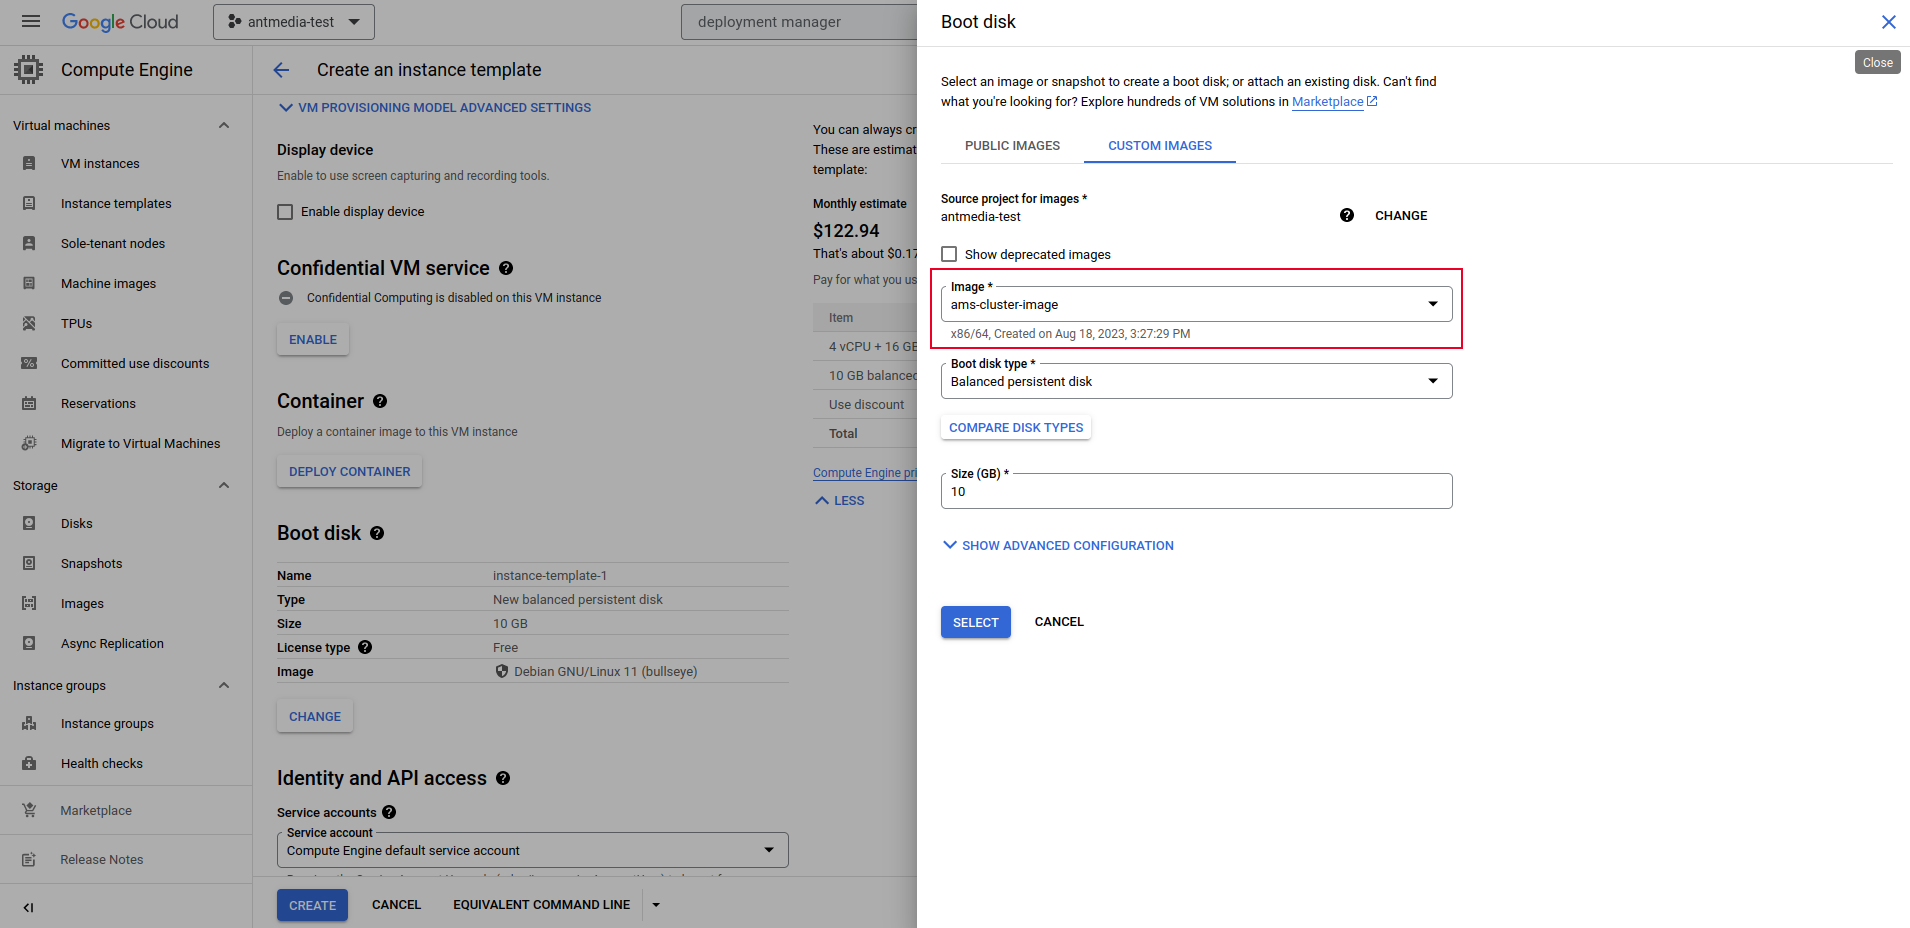 Google Cloud
antmedia-test
deployment manager
Compute Engine
Virtual machines
VM instances
Instance templates
Sole-tenant nodes
Machine images
TPUs
Committed use discounts
Reservations
Migrate to Virtual Machines
Storage
Disks
Snapshots
Images
Async Replication
Instance groups
Instance groups
Health checks
Marketplace
Release Notes
Create an instance template
VM PROVISIONING MODEL ADVANCED SETTINGS
Display device
Enable to use screen capturing and recording tools.
Enable display device
Confidential VM service
Confidential Computing is disabled on this VM instance
ENABLE
Container
Deploy a container image to this VM instance
DEPLOY CONTAINER
Boot disk
Name instance-template-1
Type New balanced persistent disk
Size 10 GB
License type Free
Image Debian GNU/Linux 11 (bullseye)
CHANGE
Identity and API access
Service accounts
Service account
Compute Engine default service account
CREATE CANCEL EQUIVALENT COMMAND LINE
You can always cr
These are estimat
template:
Monthly estimate
$122.94
That's about $0.17
Pay for what you us
Item
4 vCPU + 16 GB
10 GB balanced
Use discount
Total
Compute Engine pri
LESS
Boot disk
Close
Select an image or snapshot to create a boot disk; or attach an existing disk. Can't find
what you're looking for? Explore hundreds of VM solutions in Marketplace
PUBLIC IMAGES CUSTOM IMAGES
Source project for images *
antmedia-test
CHANGE
Show deprecated images
Image *
ams-cluster-image
x86/64, Created on Aug 18, 2023, 3:27:29 PM
Boot disk type *
Balanced persistent disk
COMPARE DISK TYPES
Size (GB) *
10
SHOW ADVANCED CONFIGURATION
SELECT CANCEL